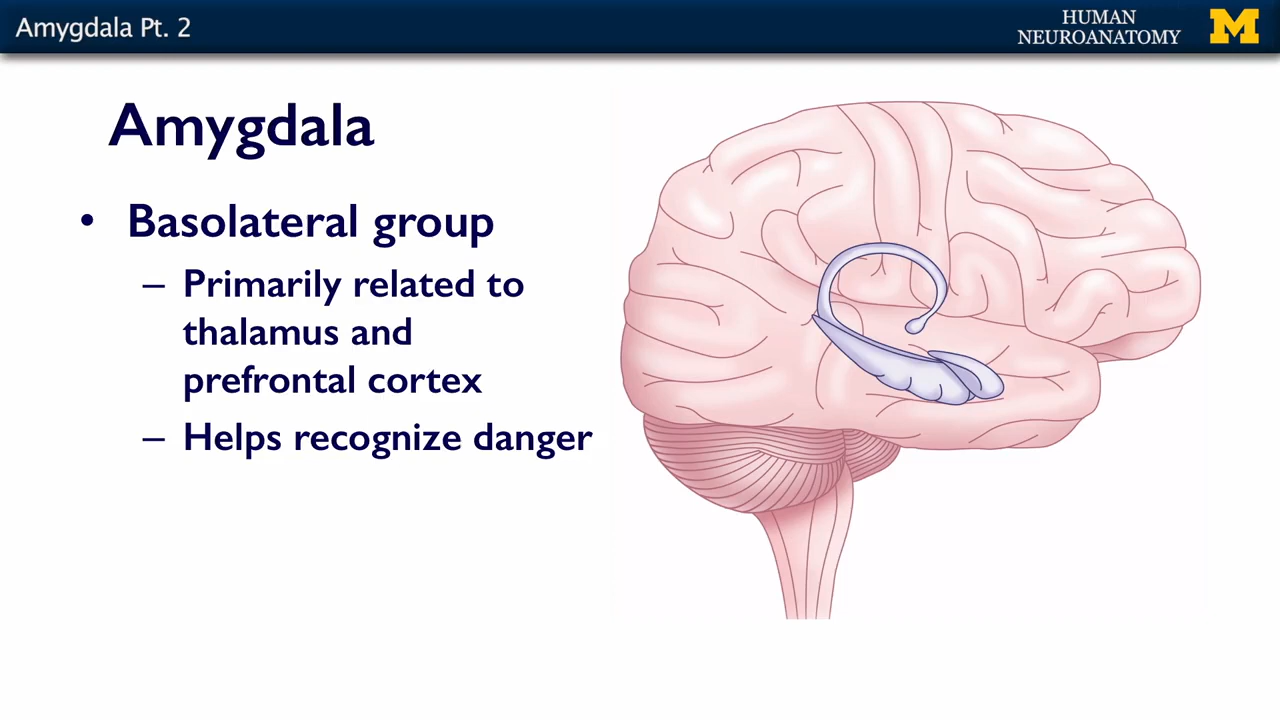 Amygdala Pt. 2
HUMAN
NEUROANATOMY
M
Amygdala
• Basolateral group
– Primarily related to
thalamus and
prefrontal cortex
– Helps recognize danger